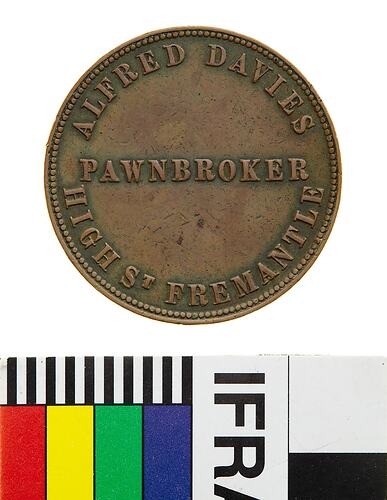 ALFRED DAVIES
PAWNBROKER
HIGH ST FREMANTLE
IFRA